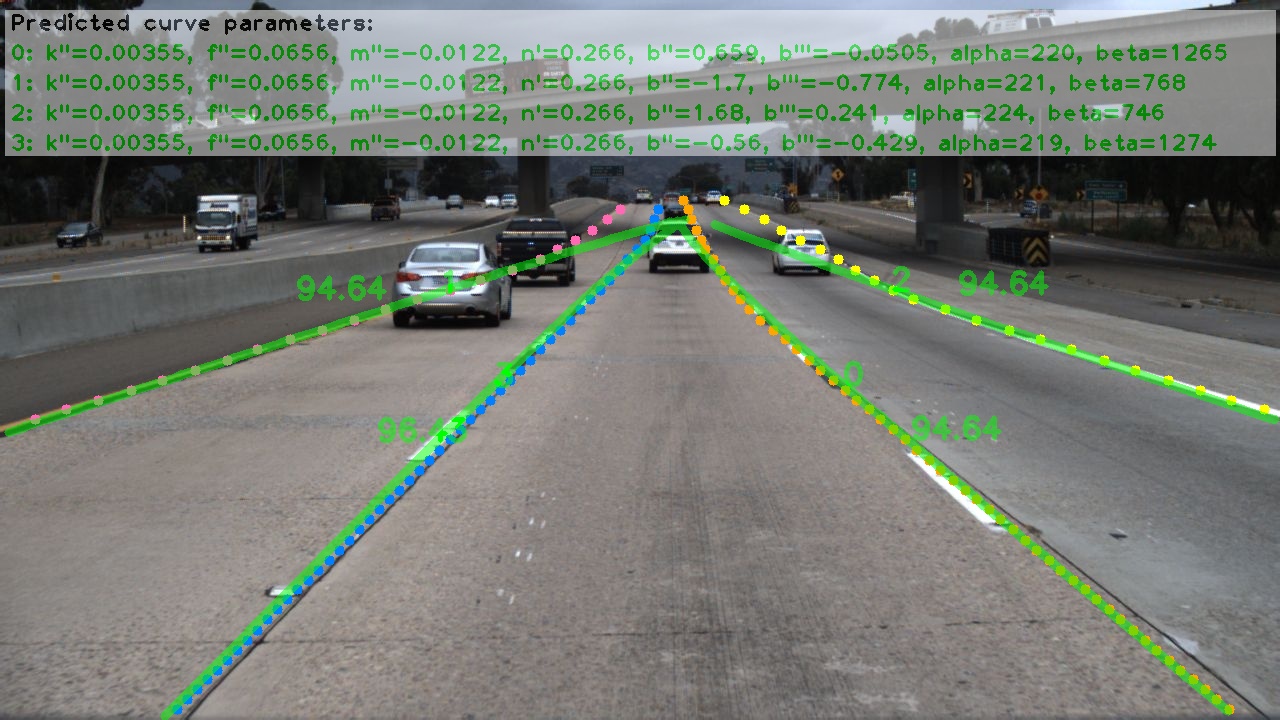 Predicted curve parameters:
0: k''=0.00355, f''=0.0656, m''=-0.0122, n'=0.266, b''=0.659, b'''=-0.0505, alpha=220, beta=1265
1: k''=0.00355, f''=0.0656, m''=-0.0122, n'=0.266, b''=-1.7, b'''=-0.774, alpha=221, beta=768
2: k''=0.00355, f''=0.0656, m''=-0.0122, n'=0.266, b''=1.68, b'''=0.241, alpha=224, beta=746
3: k''=0.00355, f''=0.0656, m''=-0.0122, n'=0.266, b''=-0.56, b'''=-0.429, alpha=219, beta=1274
94.64 1
2 94.64
0
94.64